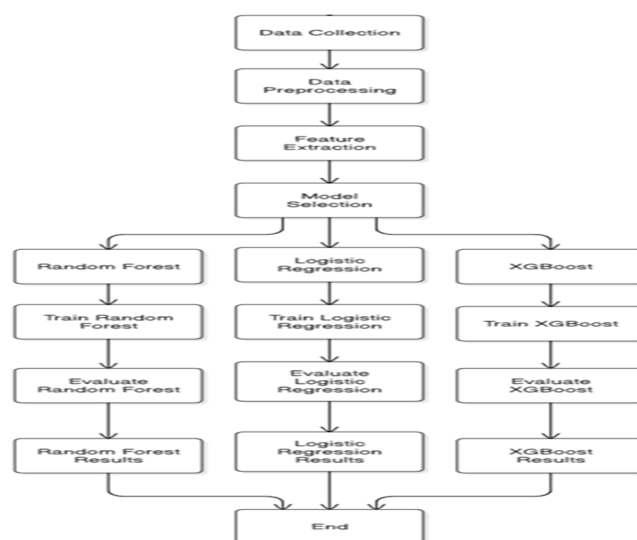 Data Collection
Data
Preprocessing
Feature
Extraction
Model
Selection
Random Forest
Logistic
Regression
XGBoost
Train Random
Forest
Train Logistic
Regression
Train XGBoost
Evaluate
Random Forest
Evaluate
Logistic
Regression
Evaluate
XGBoost
Random Forest
Results
Logistic
Regression
Results
XGBoost
Results
End